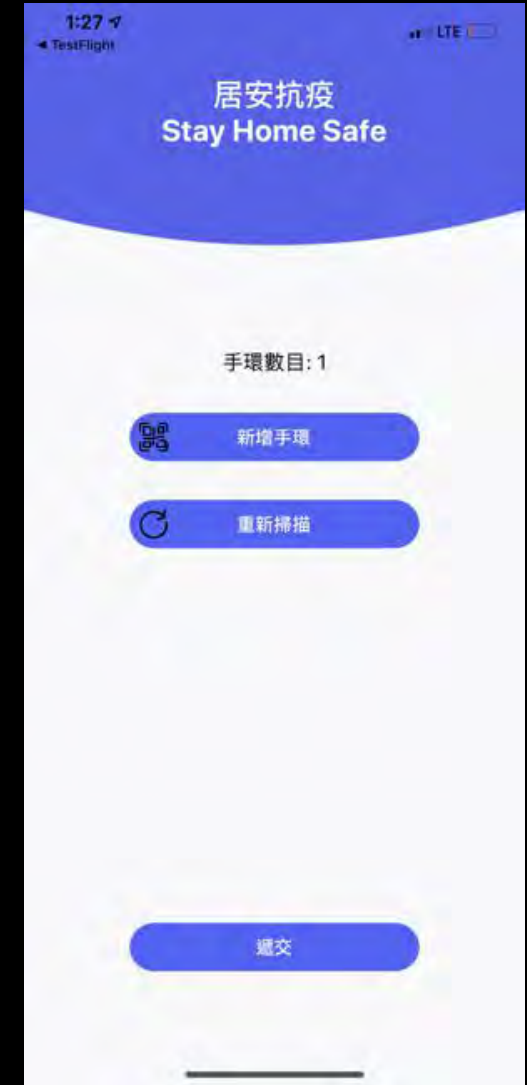 1:27
LTE
◀ TestFlight
居安抗疫
Stay Home Safe
手環數目: 1
新增手環
重新掃描
遞交